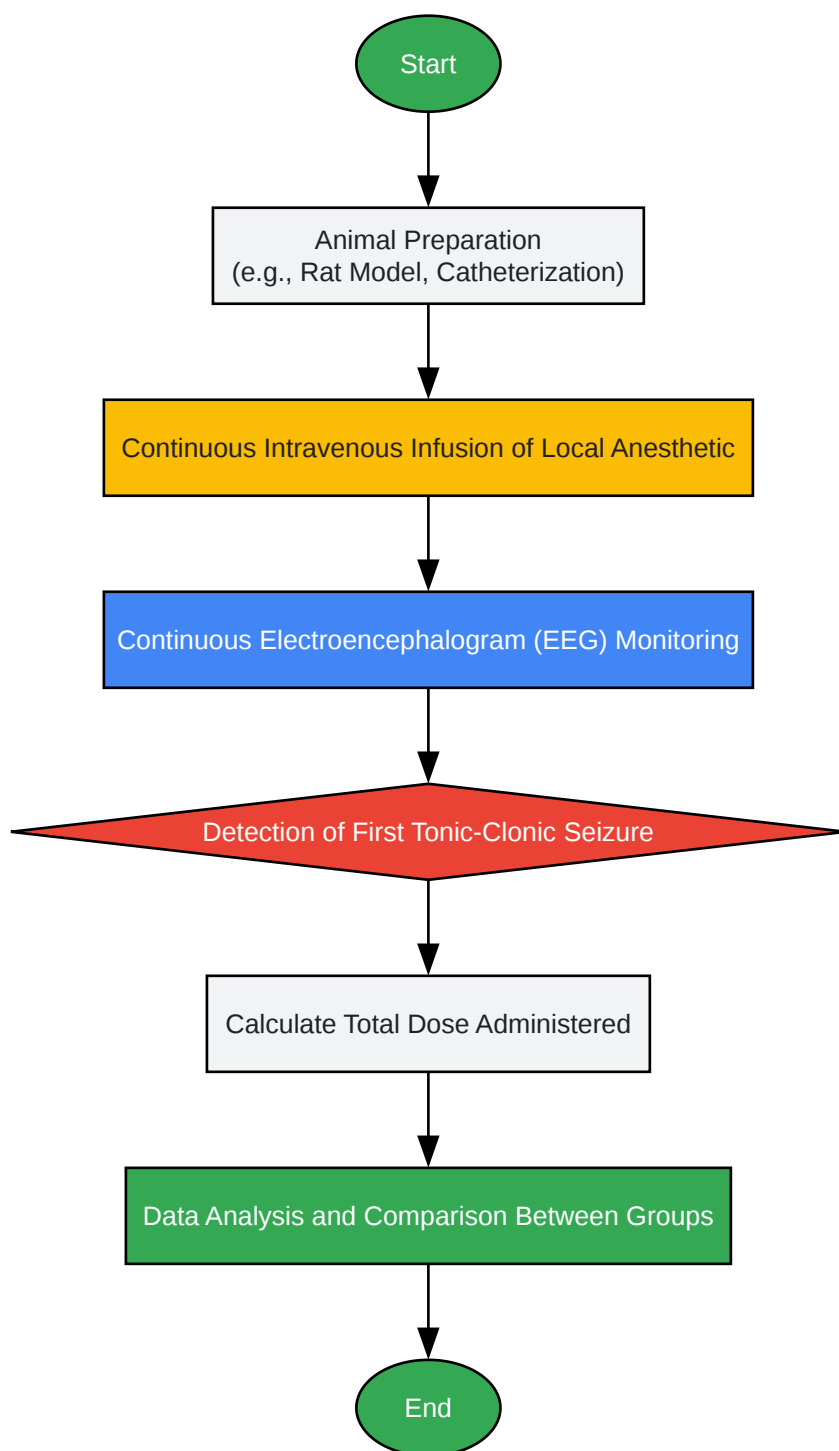 Start
Animal Preparation
(e.g., Rat Model, Catheterization)
Continuous Intravenous Infusion of Local Anesthetic
Continuous Electroencephalogram (EEG) Monitoring
Detection of First Tonic-Clonic Seizure
Calculate Total Dose Administered
Data Analysis and Comparison Between Groups
End